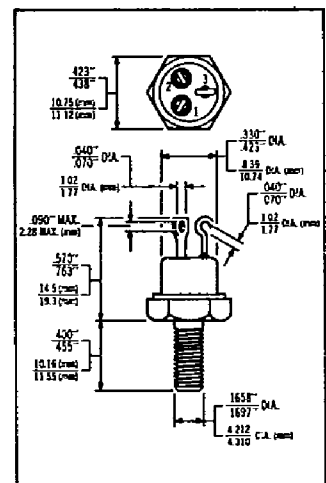 .423"
.438"
10.75 (mm)
11.12 (mm)
2
3
1
.330"
.423"
DIA.
8.39
10.74
DIA. (mm)
.040"
.070"
DIA.
1.02
1.77
DIA. (mm)
.040"
.070"
DIA.
1.02
1.77
DIA. (mm)
.090" MAX.
2.28 MAX. (mm)
.570"
.763"
14.5 (mm)
19.3 (mm)
.400"
.455"
10.16 (mm)
11.55 (mm)
.1658"
.1697"
DIA.
4.212
4.310
DIA. (mm)